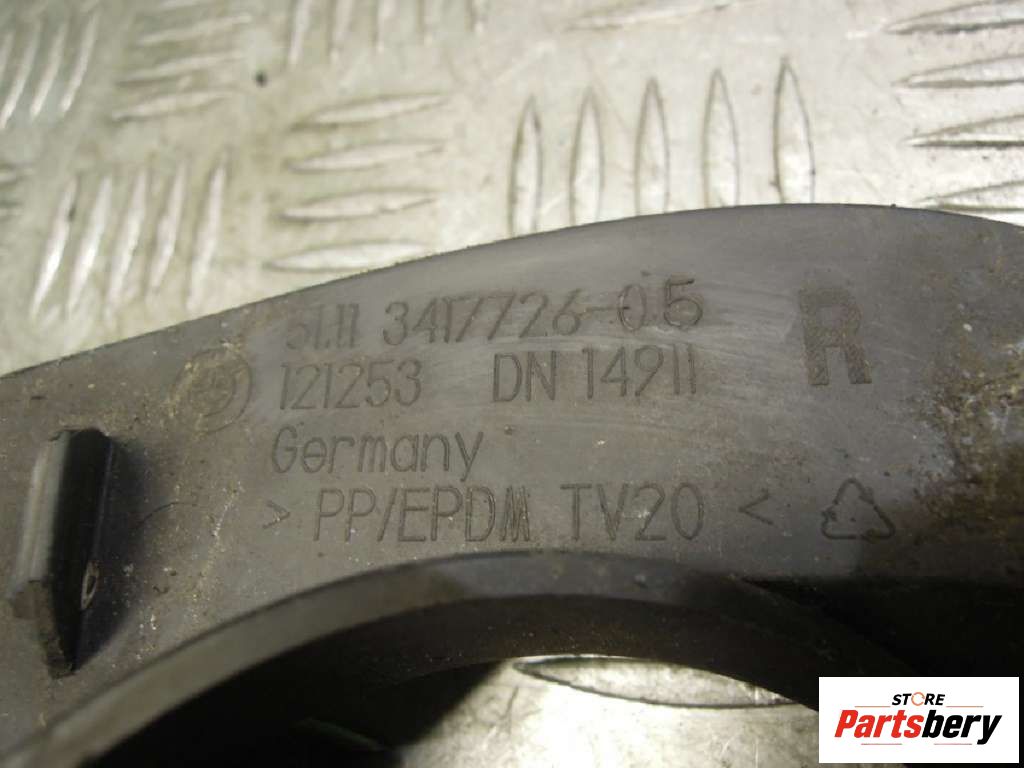 51.11 3417726-05
R
121253 DN 14911
Germany
> PP/EPDM TV20 <
STORE
Partsbery